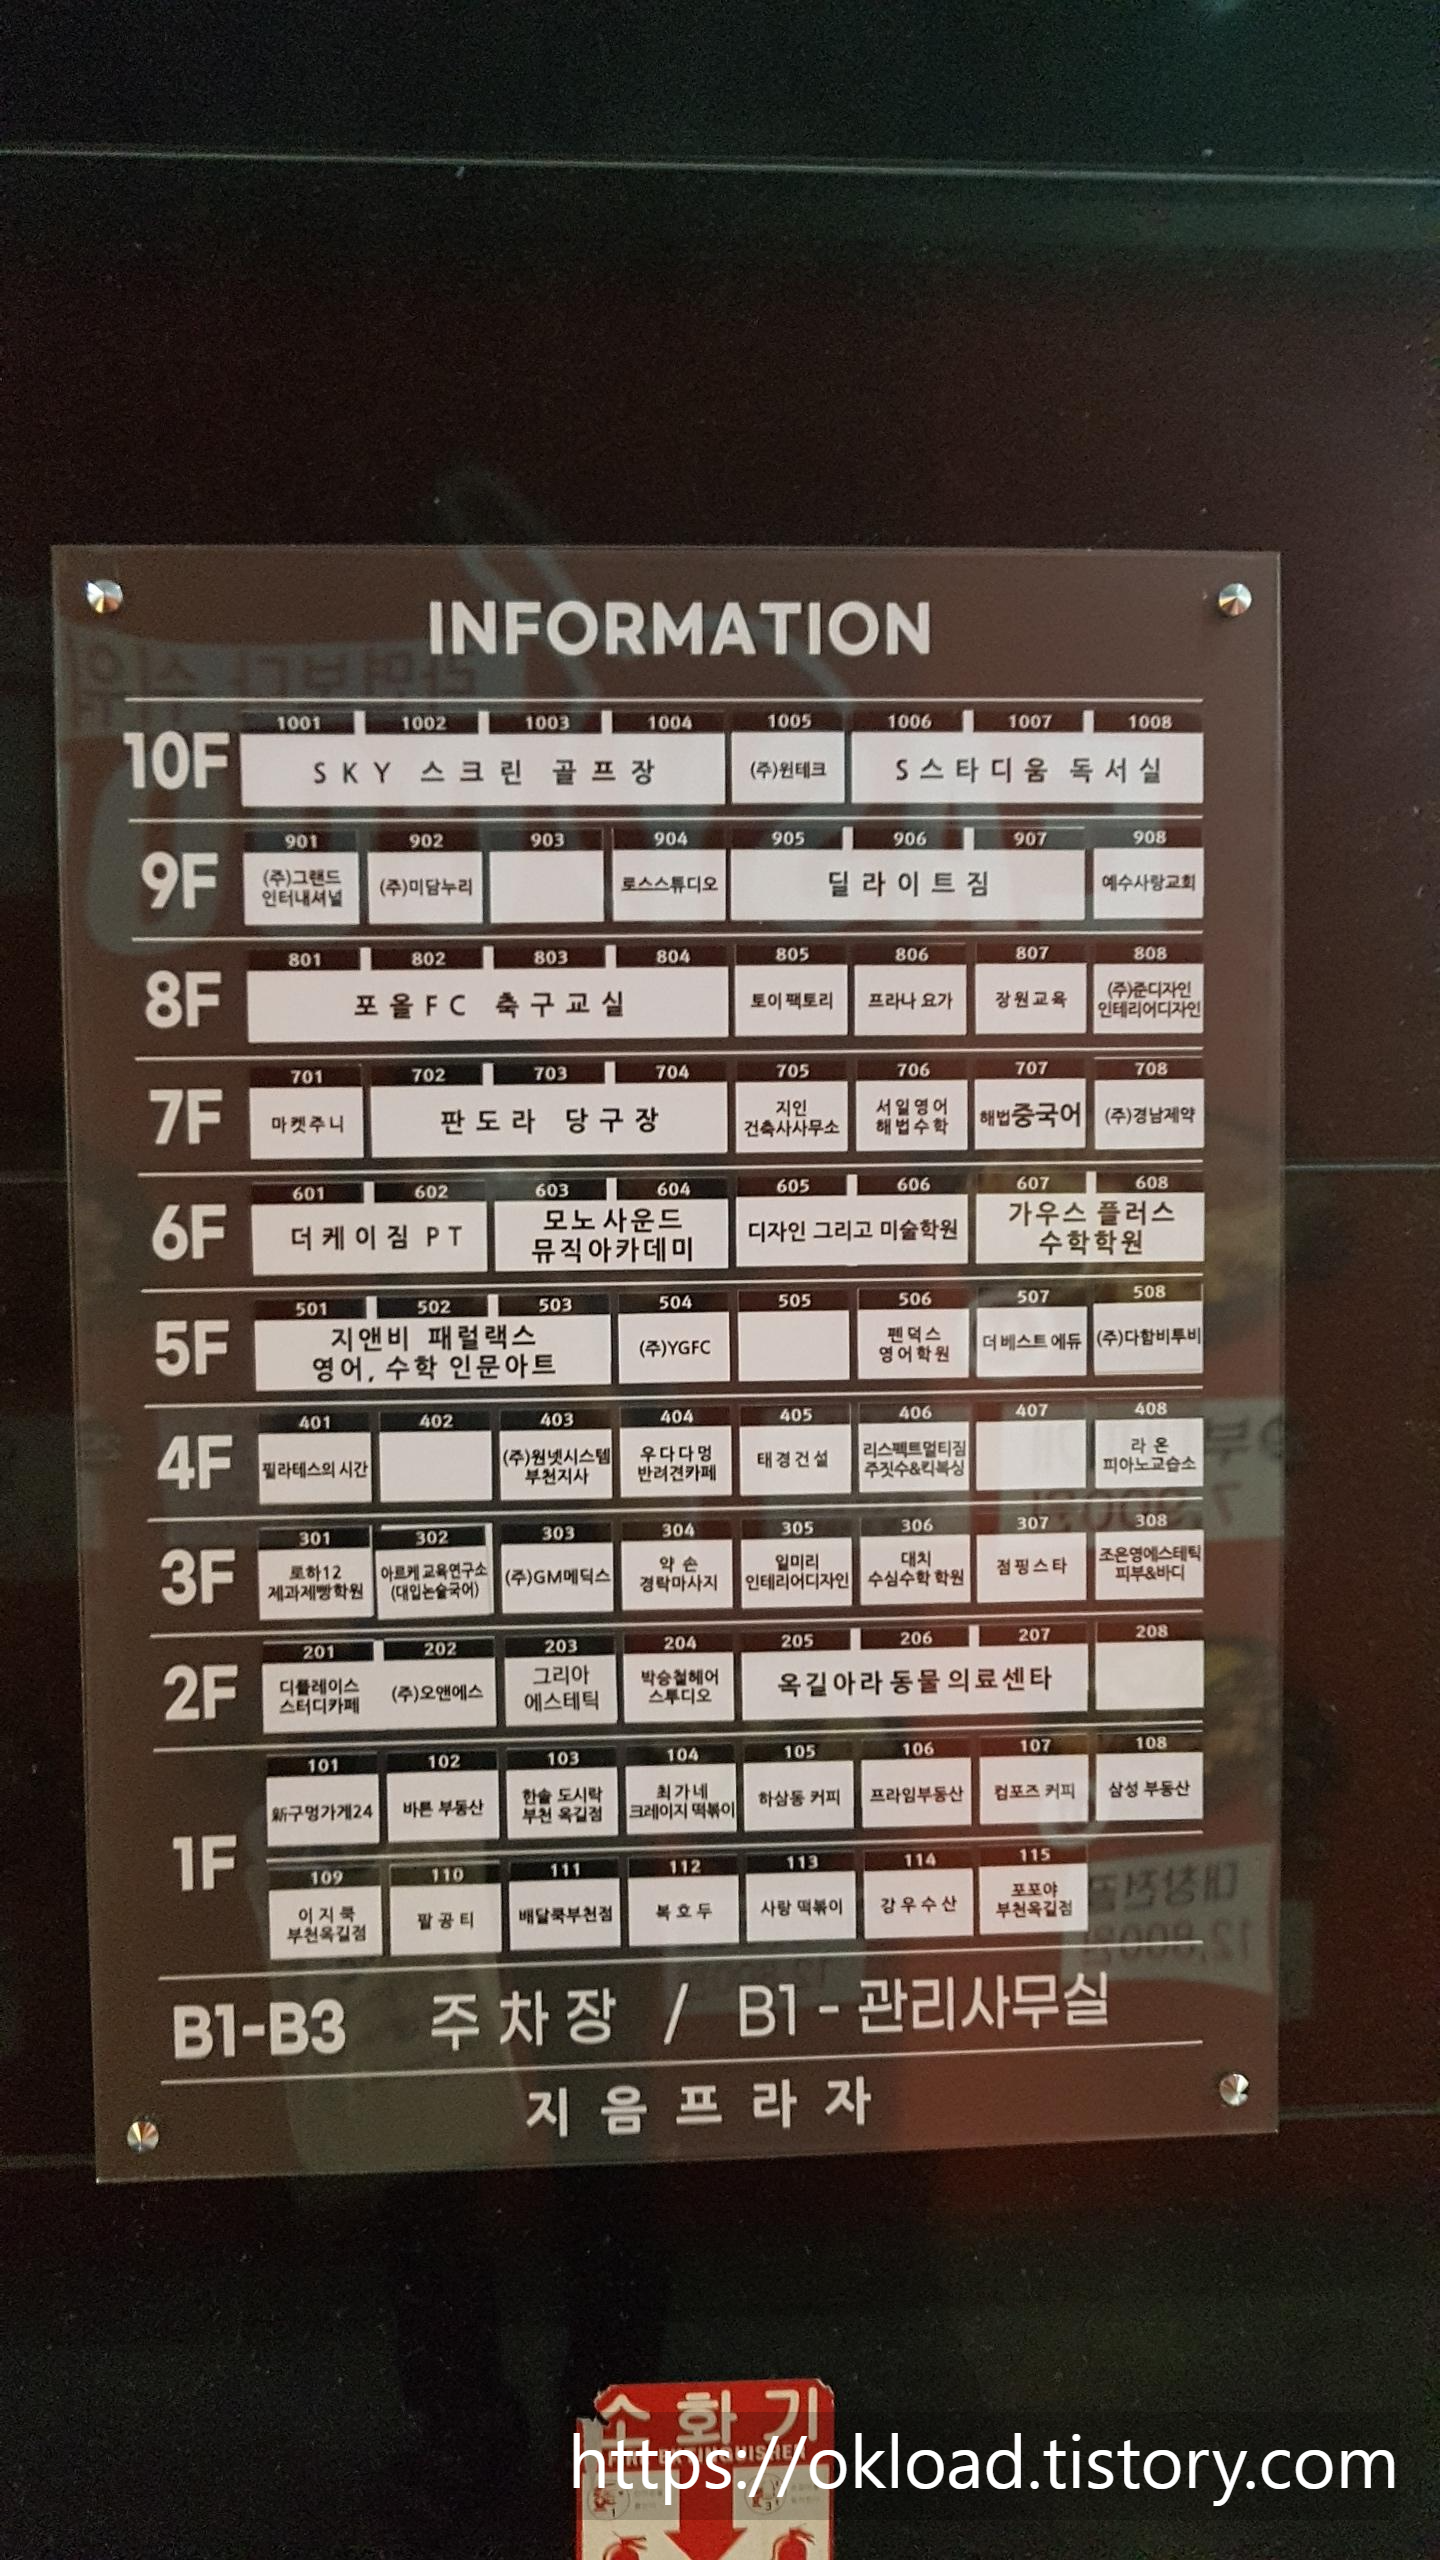 INFORMATION
10F
1001 1002 1003 1004 1005 1006 1007 1008
SKY 스크린 골프장
(주)윈테크
S스타디움 독서실
9F
901 902 903 904 905 906 907 908
(주)그랜드
인터내셔널
(주)미담누리
로스스튜디오
딜라이트짐
예수사랑교회
8F
801 802 803 804 805 806 807 808
포올FC 축구교실
토이팩토리
프라나 요가
장원교육
(주)준디자인
인테리어디자인
7F
701 702 703 704 705 706 707 708
마켓주니
판도라 당구장
지인
건축사사무소
서일영어
해법수학
해법중국어
(주)경남제약
6F
601 602 603 604 605 606 607 608
더케이짐 PT
모노사운드
뮤직아카데미
디자인 그리고 미술학원
가우스 플러스
수학학원
5F
501 502 503 504 505 506 507 508
지앤비 패럴랙스
영어, 수학 인문아트
(주)YGFC
펜덕스
영어학원
더베스트에듀
(주)다함비투비
4F
401 402 403 404 405 406 407 408
필라테스의시간
(주)원넷시스템
부천지사
우다다멍
반려견카페
태경건설
리스펙트멀티짐
주짓수&킥복싱
라 온
피아노교습소
3F
301 302 303 304 305 306 307 308
로하12
제과제빵학원
아르케교육연구소
(대입논술국어)
(주)GM메딕스
약 손
경락마사지
일미리
인테리어디자인
대치
수심수학학원
점핑스타
조은영에스테틱
피부&바디
2F
201 202 203 204 205 206 207 208
디플레이스
스터디카페
(주)오앤에스
그리아
에스테틱
박승철헤어
스투디오
옥길아라동물의료센타
1F
101 102 103 104 105 106 107 108
新구멍가게24
바른 부동산
한솥 도시락
부천 옥길점
최가네
크레이지 떡볶이
하삼동 커피
프라임부동산
컴포즈 커피
삼성 부동산
109 110 111 112 113 114 115
이지쿡
부천옥길점
팔공티
배달쿡부천점
복호두
사랑 떡볶이
강우수산
포포야
부천옥길점
B1-B3 주차장 / B1-관리사무실
지음프라자
소화기
https://okload.tistory.com